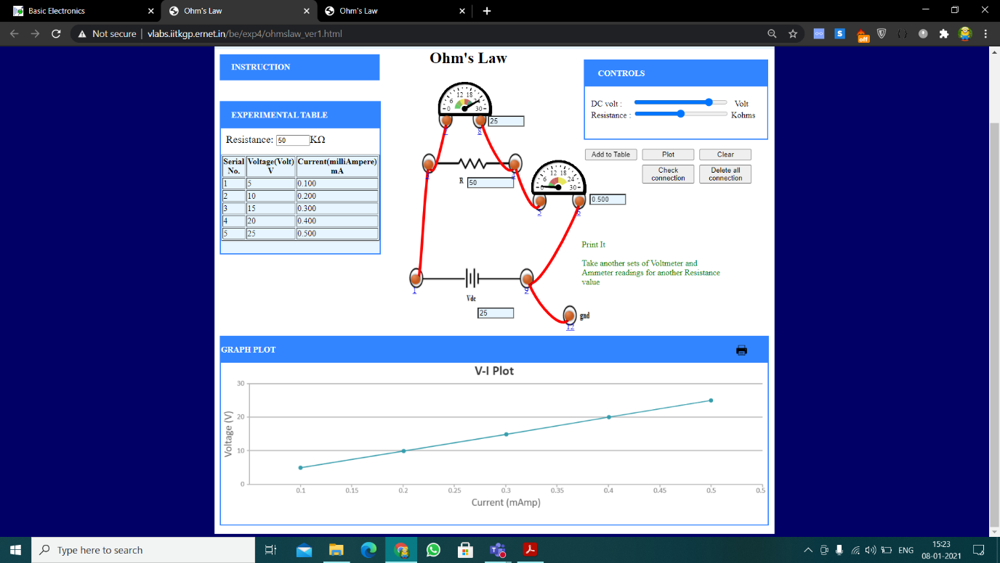 Basic Electronics
Ohm's Law
Ohm's Law
Not secure | vlabs.iitkgp.ernet.in/be/exp4/ohmslaw_ver1.html
S
off
INSTRUCTION
Ohm's Law
CONTROLS
DC volt : Volt
Resistance : Kohms
EXPERIMENTAL TABLE
Resistance: 50 KΩ
Serial No. Voltage(Volt) V Current(milliAmpere) mA
1 5 0.100
2 10 0.200
3 15 0.300
4 20 0.400
5 25 0.500
0 6 12 18 24 30
25
8
R 50
0.500
6 12 18 24 30
5 6
1 2
Vdc
25
gnd
12
Add to Table Plot Clear
Check connection Delete all connection
Print It
Take another sets of Voltmeter and
Ammeter readings for another Resistance
value
GRAPH PLOT
V-I Plot
Voltage (V)
30
20
10
0
0.1 0.15 0.2 0.25 0.3 0.35 0.4 0.45 0.5 0.5
Current (mAmp)
Type here to search
ENG
15:23
08-01-2021